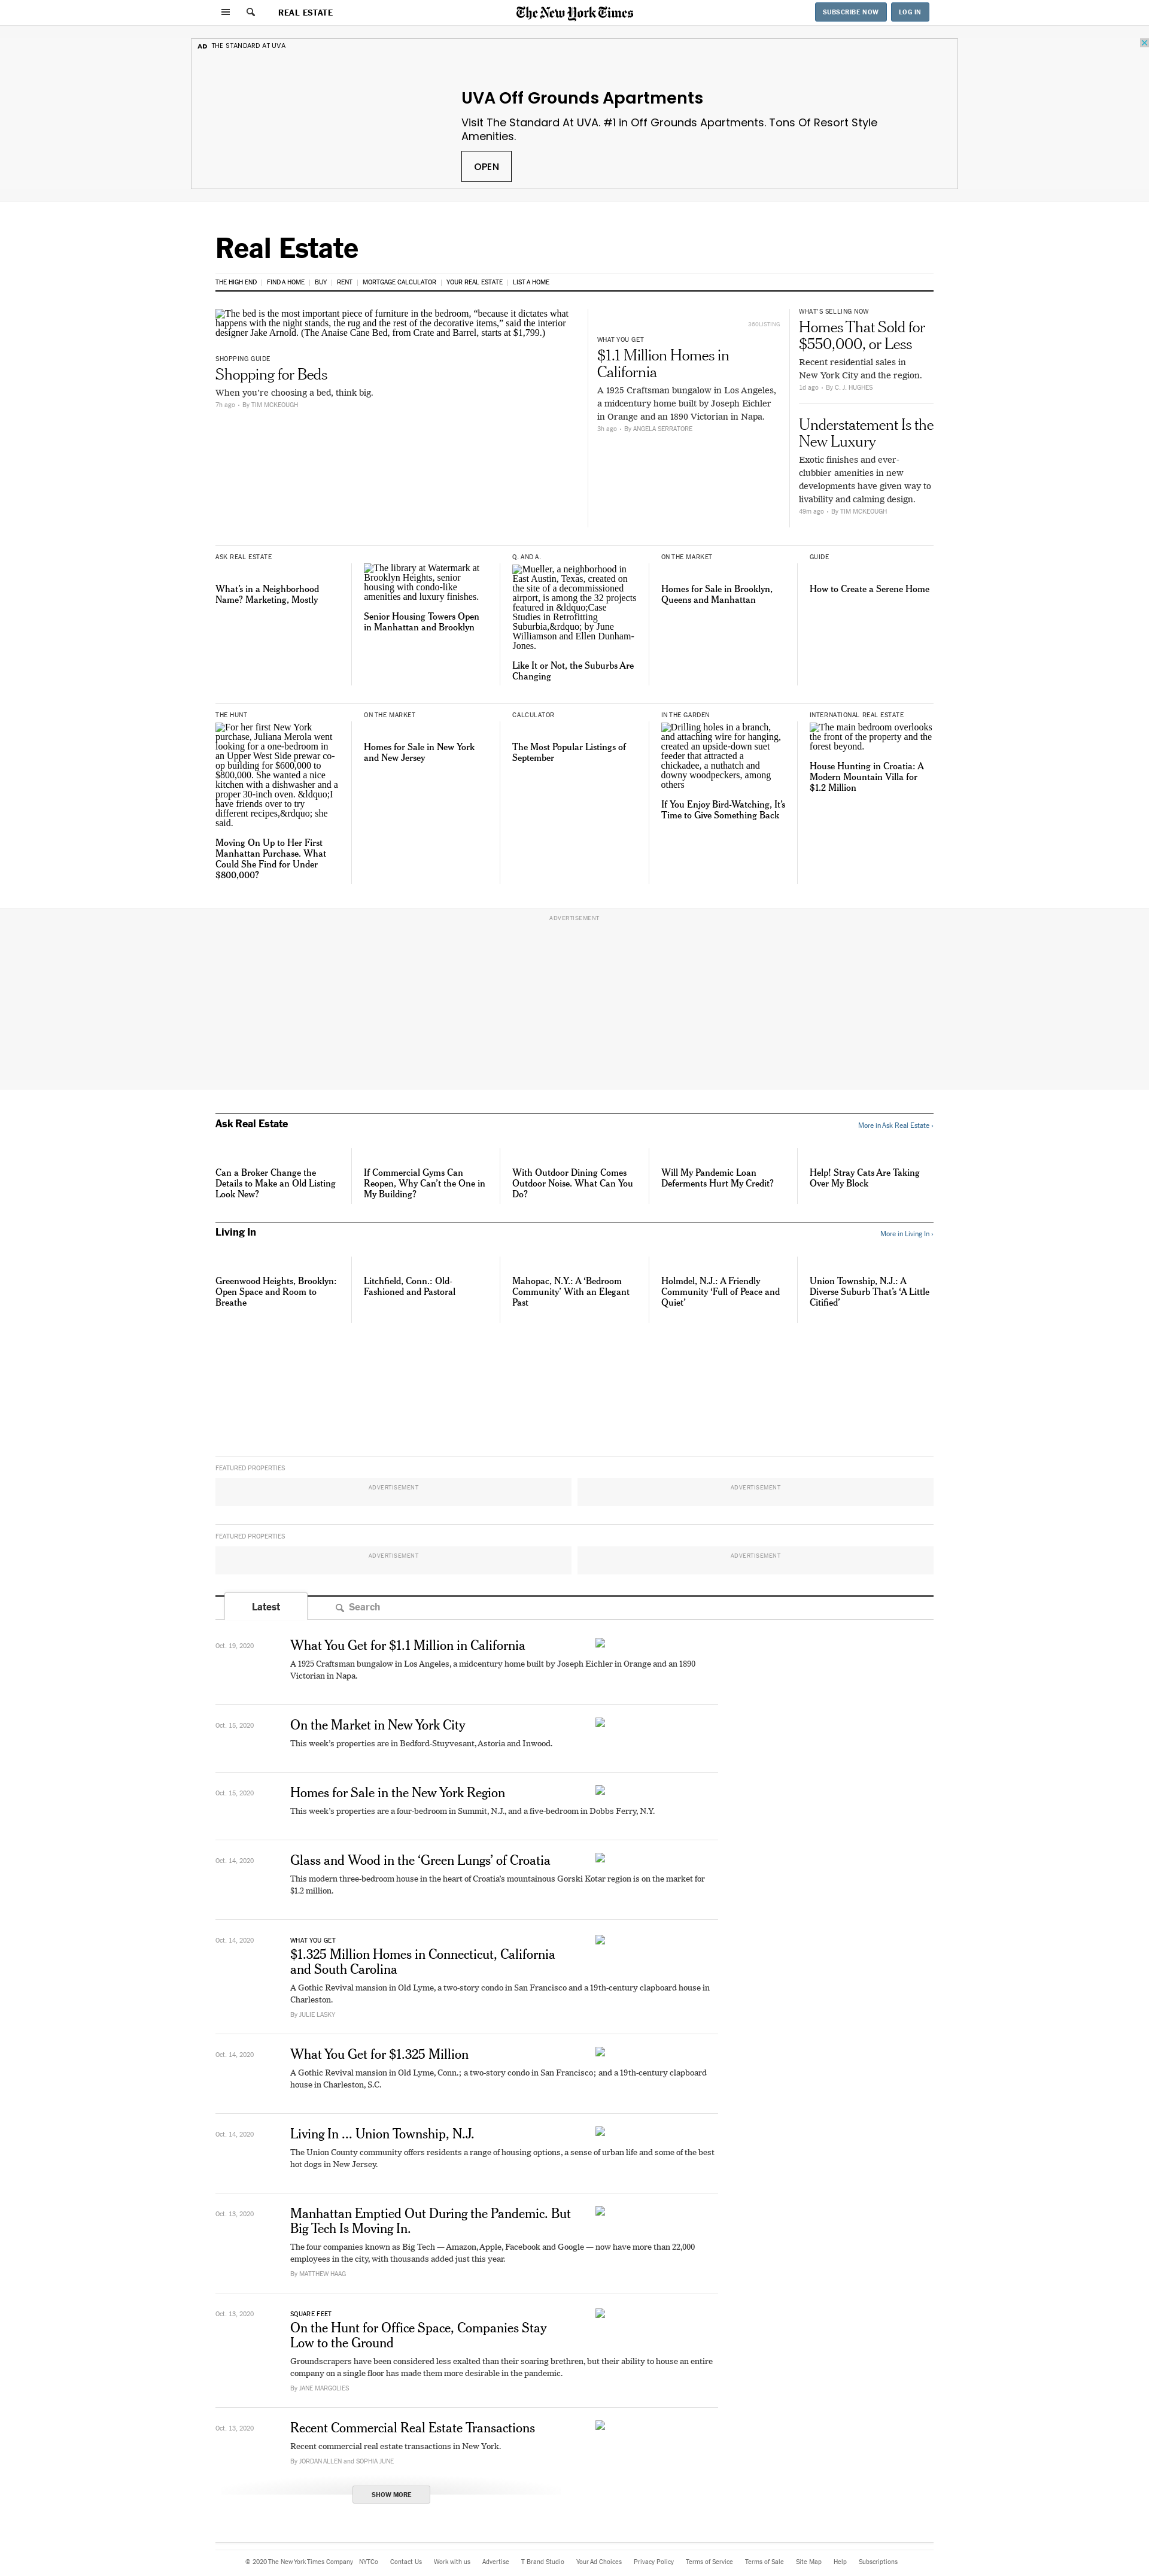 REAL ESTATE
The New York Times
SUBSCRIBE NOW
LOG IN
AD THE STANDARD AT UVA
UVA Off Grounds Apartments
Visit The Standard At UVA. #1 in Off Grounds Apartments. Tons Of Resort Style
Amenities.
OPEN
Real Estate
THE HIGH END | FIND A HOME | BUY | RENT | MORTGAGE CALCULATOR | YOUR REAL ESTATE | LIST A HOME
The bed is the most important piece of furniture in the bedroom, “because it dictates what
happens with the night stands, the rug and the rest of the decorative items,” said the interior
designer Jake Arnold. (The Anaise Cane Bed, from Crate and Barrel, starts at $1,799.)
SHOPPING GUIDE
Shopping for Beds
When you’re choosing a bed, think big.
7h ago • By TIM MCKEOUGH
360LISTING
WHAT YOU GET
$1.1 Million Homes in
California
A 1925 Craftsman bungalow in Los Angeles,
a midcentury home built by Joseph Eichler
in Orange and an 1890 Victorian in Napa.
3h ago • By ANGELA SERRATORE
WHAT’S SELLING NOW
Homes That Sold for
$550,000, or Less
Recent residential sales in
New York City and the region.
1d ago • By C. J. HUGHES
Understatement Is the
New Luxury
Exotic finishes and ever-
clubbier amenities in new
developments have given way to
livability and calming design.
49m ago • By TIM MCKEOUGH
ASK REAL ESTATE
What’s in a Neighborhood
Name? Marketing, Mostly
The library at Watermark at
Brooklyn Heights, senior
housing with condo-like
amenities and luxury finishes.
Senior Housing Towers Open
in Manhattan and Brooklyn
Q. AND A.
Mueller, a neighborhood in
East Austin, Texas, created on
the site of a decommissioned
airport, is among the 32 projects
featured in &ldquo;Case
Studies in Retrofitting
Suburbia,&rdquo; by June
Williamson and Ellen Dunham-
Jones.
Like It or Not, the Suburbs Are
Changing
ON THE MARKET
Homes for Sale in Brooklyn,
Queens and Manhattan
GUIDE
How to Create a Serene Home
THE HUNT
For her first New York
purchase, Juliana Merola went
looking for a one-bedroom in
an Upper West Side prewar co-
op building for $600,000 to
$800,000. She wanted a nice
kitchen with a dishwasher and a
proper 30-inch oven. &ldquo;I
have friends over to try
different recipes,&rdquo; she
said.
Moving On Up to Her First
Manhattan Purchase. What
Could She Find for Under
$800,000?
ON THE MARKET
Homes for Sale in New York
and New Jersey
CALCULATOR
The Most Popular Listings of
September
IN THE GARDEN
Drilling holes in a branch,
and attaching wire for hanging,
created an upside-down suet
feeder that attracted a
chickadee, a nuthatch and
downy woodpeckers, among
others
If You Enjoy Bird-Watching, It’s
Time to Give Something Back
INTERNATIONAL REAL ESTATE
The main bedroom overlooks
the front of the property and the
forest beyond.
House Hunting in Croatia: A
Modern Mountain Villa for
$1.2 Million
ADVERTISEMENT
Ask Real Estate
More in Ask Real Estate ›
Can a Broker Change the
Details to Make an Old Listing
Look New?
If Commercial Gyms Can
Reopen, Why Can’t the One in
My Building?
With Outdoor Dining Comes
Outdoor Noise. What Can You
Do?
Will My Pandemic Loan
Deferments Hurt My Credit?
Help! Stray Cats Are Taking
Over My Block
Living In
More in Living In ›
Greenwood Heights, Brooklyn:
Open Space and Room to
Breathe
Litchfield, Conn.: Old-
Fashioned and Pastoral
Mahopac, N.Y.: A ‘Bedroom
Community’ With an Elegant
Past
Holmdel, N.J.: A Friendly
Community ‘Full of Peace and
Quiet’
Union Township, N.J.: A
Diverse Suburb That’s ‘A Little
Citified’
FEATURED PROPERTIES
ADVERTISEMENT
ADVERTISEMENT
FEATURED PROPERTIES
ADVERTISEMENT
ADVERTISEMENT
Latest
Search
Oct. 19, 2020
What You Get for $1.1 Million in California
A 1925 Craftsman bungalow in Los Angeles, a midcentury home built by Joseph Eichler in Orange and an 1890
Victorian in Napa.
Oct. 15, 2020
On the Market in New York City
This week’s properties are in Bedford-Stuyvesant, Astoria and Inwood.
Oct. 15, 2020
Homes for Sale in the New York Region
This week’s properties are a four-bedroom in Summit, N.J., and a five-bedroom in Dobbs Ferry, N.Y.
Oct. 14, 2020
Glass and Wood in the ‘Green Lungs’ of Croatia
This modern three-bedroom house in the heart of Croatia’s mountainous Gorski Kotar region is on the market for
$1.2 million.
Oct. 14, 2020
WHAT YOU GET
$1.325 Million Homes in Connecticut, California
and South Carolina
A Gothic Revival mansion in Old Lyme, a two-story condo in San Francisco and a 19th-century clapboard house in
Charleston.
By JULIE LASKY
Oct. 14, 2020
What You Get for $1.325 Million
A Gothic Revival mansion in Old Lyme, Conn.; a two-story condo in San Francisco; and a 19th-century clapboard
house in Charleston, S.C.
Oct. 14, 2020
Living In ... Union Township, N.J.
The Union County community offers residents a range of housing options, a sense of urban life and some of the best
hot dogs in New Jersey.
Oct. 13, 2020
Manhattan Emptied Out During the Pandemic. But
Big Tech Is Moving In.
The four companies known as Big Tech — Amazon, Apple, Facebook and Google — now have more than 22,000
employees in the city, with thousands added just this year.
By MATTHEW HAAG
Oct. 13, 2020
SQUARE FEET
On the Hunt for Office Space, Companies Stay
Low to the Ground
Groundscrapers have been considered less exalted than their soaring brethren, but their ability to house an entire
company on a single floor has made them more desirable in the pandemic.
By JANE MARGOLIES
Oct. 13, 2020
Recent Commercial Real Estate Transactions
Recent commercial real estate transactions in New York.
By JORDAN ALLEN and SOPHIA JUNE
SHOW MORE
© 2020 The New York Times Company NYTCo Contact Us Work with us Advertise T Brand Studio Your Ad Choices Privacy Policy Terms of Service Terms of Sale Site Map Help Subscriptions